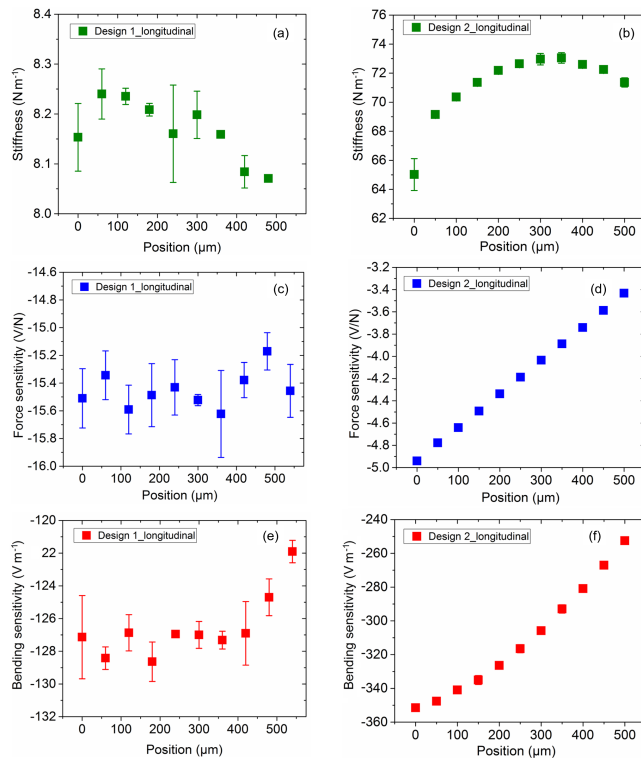 Design 1_longitudinal
(a)
8.4
8.3
8.2
8.1
8.0
Stiffness (N m⁻¹)
0 100 200 300 400 500
Position (µm)
Design 2_longitudinal
(b)
76
74
72
70
68
66
64
62
Stiffness (N m⁻¹)
0 100 200 300 400 500
Position (µm)
Design 1_longitudinal
(c)
-14.6
-14.8
-15.0
-15.2
-15.4
-15.6
-15.8
-16.0
Force sensitivity (V/N)
0 100 200 300 400 500
Position (µm)
Design 2_longitudinal
(d)
-3.2
-3.4
-3.6
-3.8
-4.0
-4.2
-4.4
-4.6
-4.8
-5.0
Force sensitivity (V/N)
0 100 200 300 400 500
Position (µm)
Design 1_longitudinal
(e)
-120
22
-128
-130
-132
Bending sensitivity (V m⁻¹)
0 100 200 300 400 500
Position (µm)
Design 2_longitudinal
(f)
-240
-260
-280
-300
-320
-340
-360
Bending sensitivity (V m⁻¹)
0 100 200 300 400 500
Position (µm)